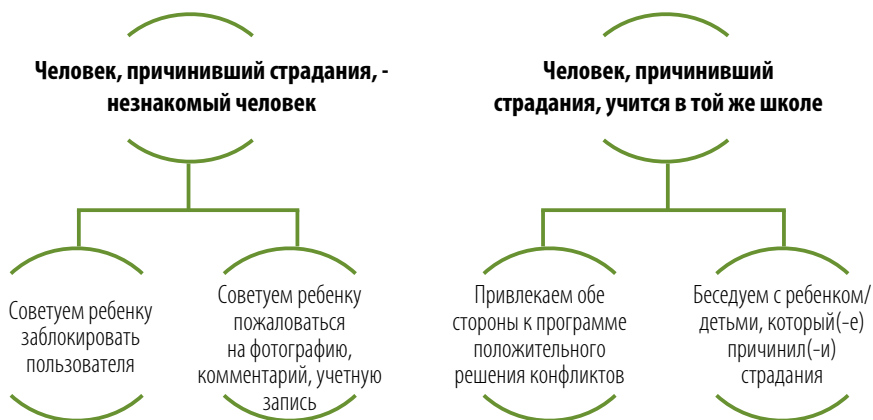 Человек, причинивший страдания, -
незнакомый человек
Человек, причинивший
страдания, учится в той же школе
Советуем ребенку
заблокировать
пользователя
Советуем ребенку
пожаловаться
на фотографию,
комментарий, учетную
запись
Привлекаем обе
стороны к программе
положительного
решения конфликтов
Беседуем с ребенком/
детьми, который(-е)
причинил(-и)
страдания